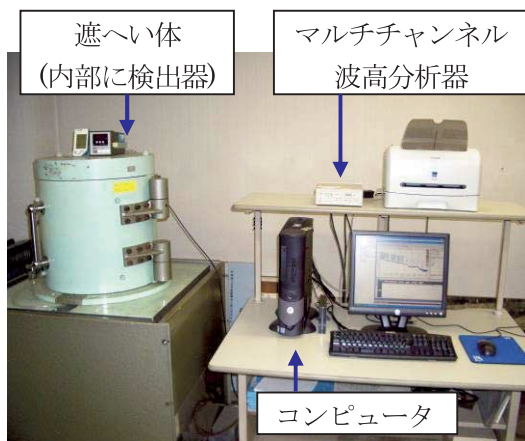 遮へい体
(内部に検出器)
マルチチャンネル
波高分析器
コンピュータ